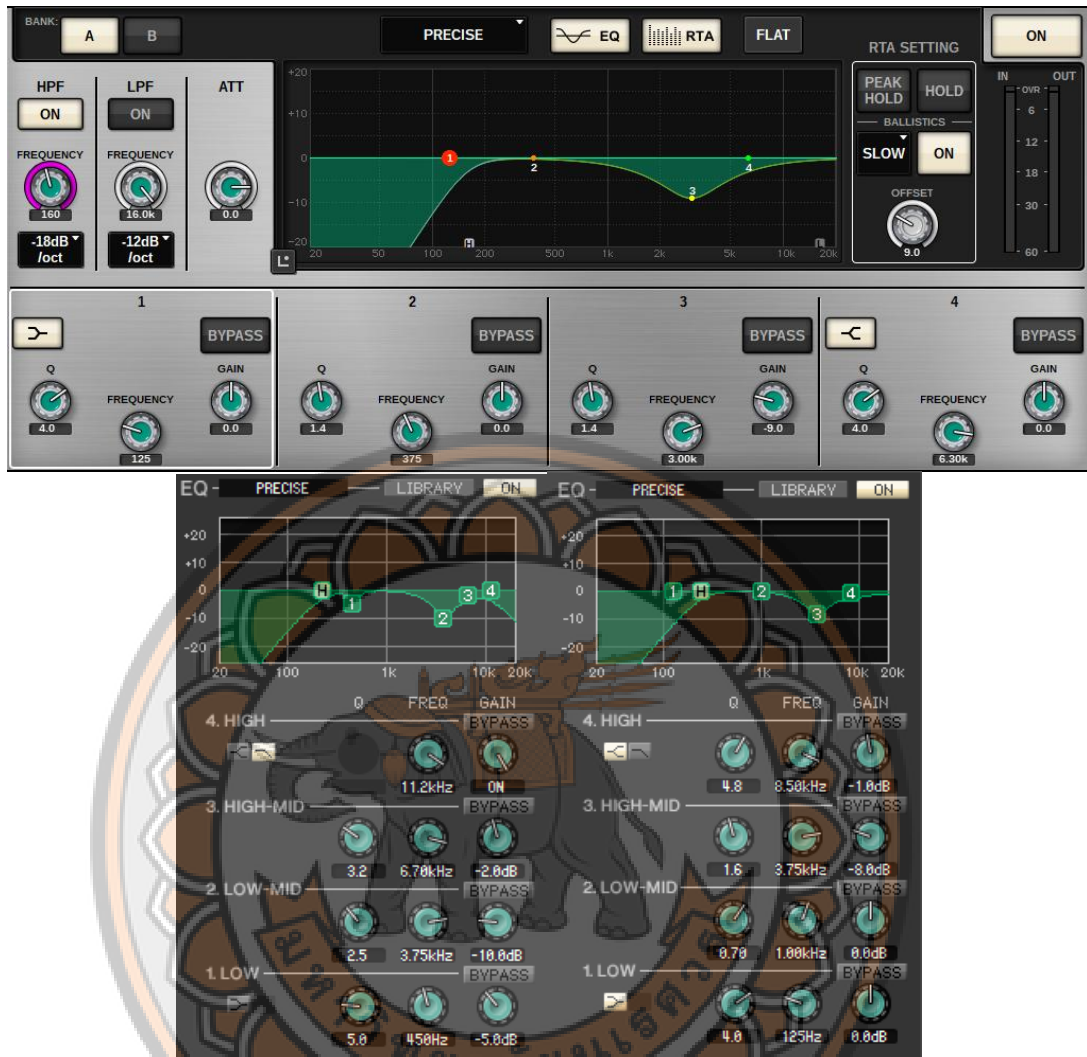 BANK: A B PRECISE EQ RTA FLAT ON
RTA SETTING
HPF LPF ATT
ON ON
FREQUENCY FREQUENCY
160 16.0k 0.0
-18dB /oct -12dB /oct
+20
+10
0
-10
-20
20 50 100 200 500 1k 2k 5k 10k 20k
1 2 3 4
H L
PEAK HOLD HOLD
BALLISTICS
SLOW ON
OFFSET
9.0
IN OUT
OVR
6
12
18
30
60
1 2 3 4
BYPASS BYPASS BYPASS BYPASS
Q GAIN Q GAIN Q GAIN Q GAIN
FREQUENCY FREQUENCY FREQUENCY FREQUENCY
4.0 0.0 1.4 0.0 1.4 -9.0 4.0 0.0
125 375 3.00k 6.30k
EQ PRECISE LIBRARY ON
+20
+10
0
-10
-20
20 100 1k 10k 20k
H 1 2 3 4
Q FREQ GAIN
4. HIGH BYPASS
11.2kHz ON
3. HIGH-MID BYPASS
3.2 6.70kHz -2.0dB
2. LOW-MID BYPASS
2.5 3.75kHz -10.0dB
1. LOW BYPASS
5.0 450Hz -5.0dB
EQ PRECISE LIBRARY ON
+20
+10
0
-10
-20
20 100 1k 10k 20k
1 H 2 3 4
Q FREQ GAIN
4. HIGH BYPASS
4.8 8.50kHz -1.0dB
3. HIGH-MID BYPASS
1.6 3.75kHz -8.0dB
2. LOW-MID BYPASS
0.70 1.00kHz 0.0dB
1. LOW BYPASS
4.0 125Hz 0.0dB